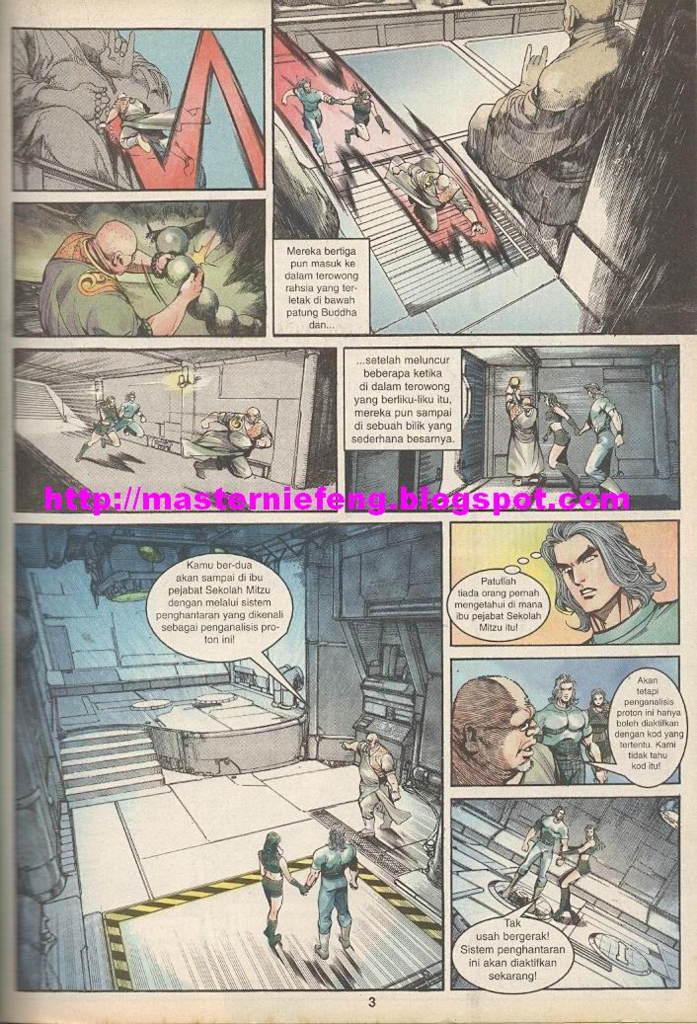 Mereka bertiga
pun masuk ke
dalam terowong
rahsia yang ter-
letak di bawah
patung Buddha
dan...
...setelah meluncur
beberapa ketika
di dalam terowong
yang berliku-liku itu,
mereka pun sampai
di sebuah bilik yang
sederhana besarnya.
http://masterniefeng.blogspot.com
Kamu ber-dua
akan sampai di ibu
pejabat Sekolah Mitzu
dengan melalui sistem
penghantaran yang dikenali
sebagai penganalisis pro-
ton ini!
Patutlah
tiada orang pernah
mengetahui di mana
ibu pejabat Sekolah
Mitzu itu!
Akan
tetapi
penganalisis
proton ini hanya
boleh diaktifkan
dengan kod yang
tertentu. Kami
tidak tahu
kod itu!
Tak
usah bergerak!
Sistem penghantaran
ini akan diaktifkan
sekarang!
3